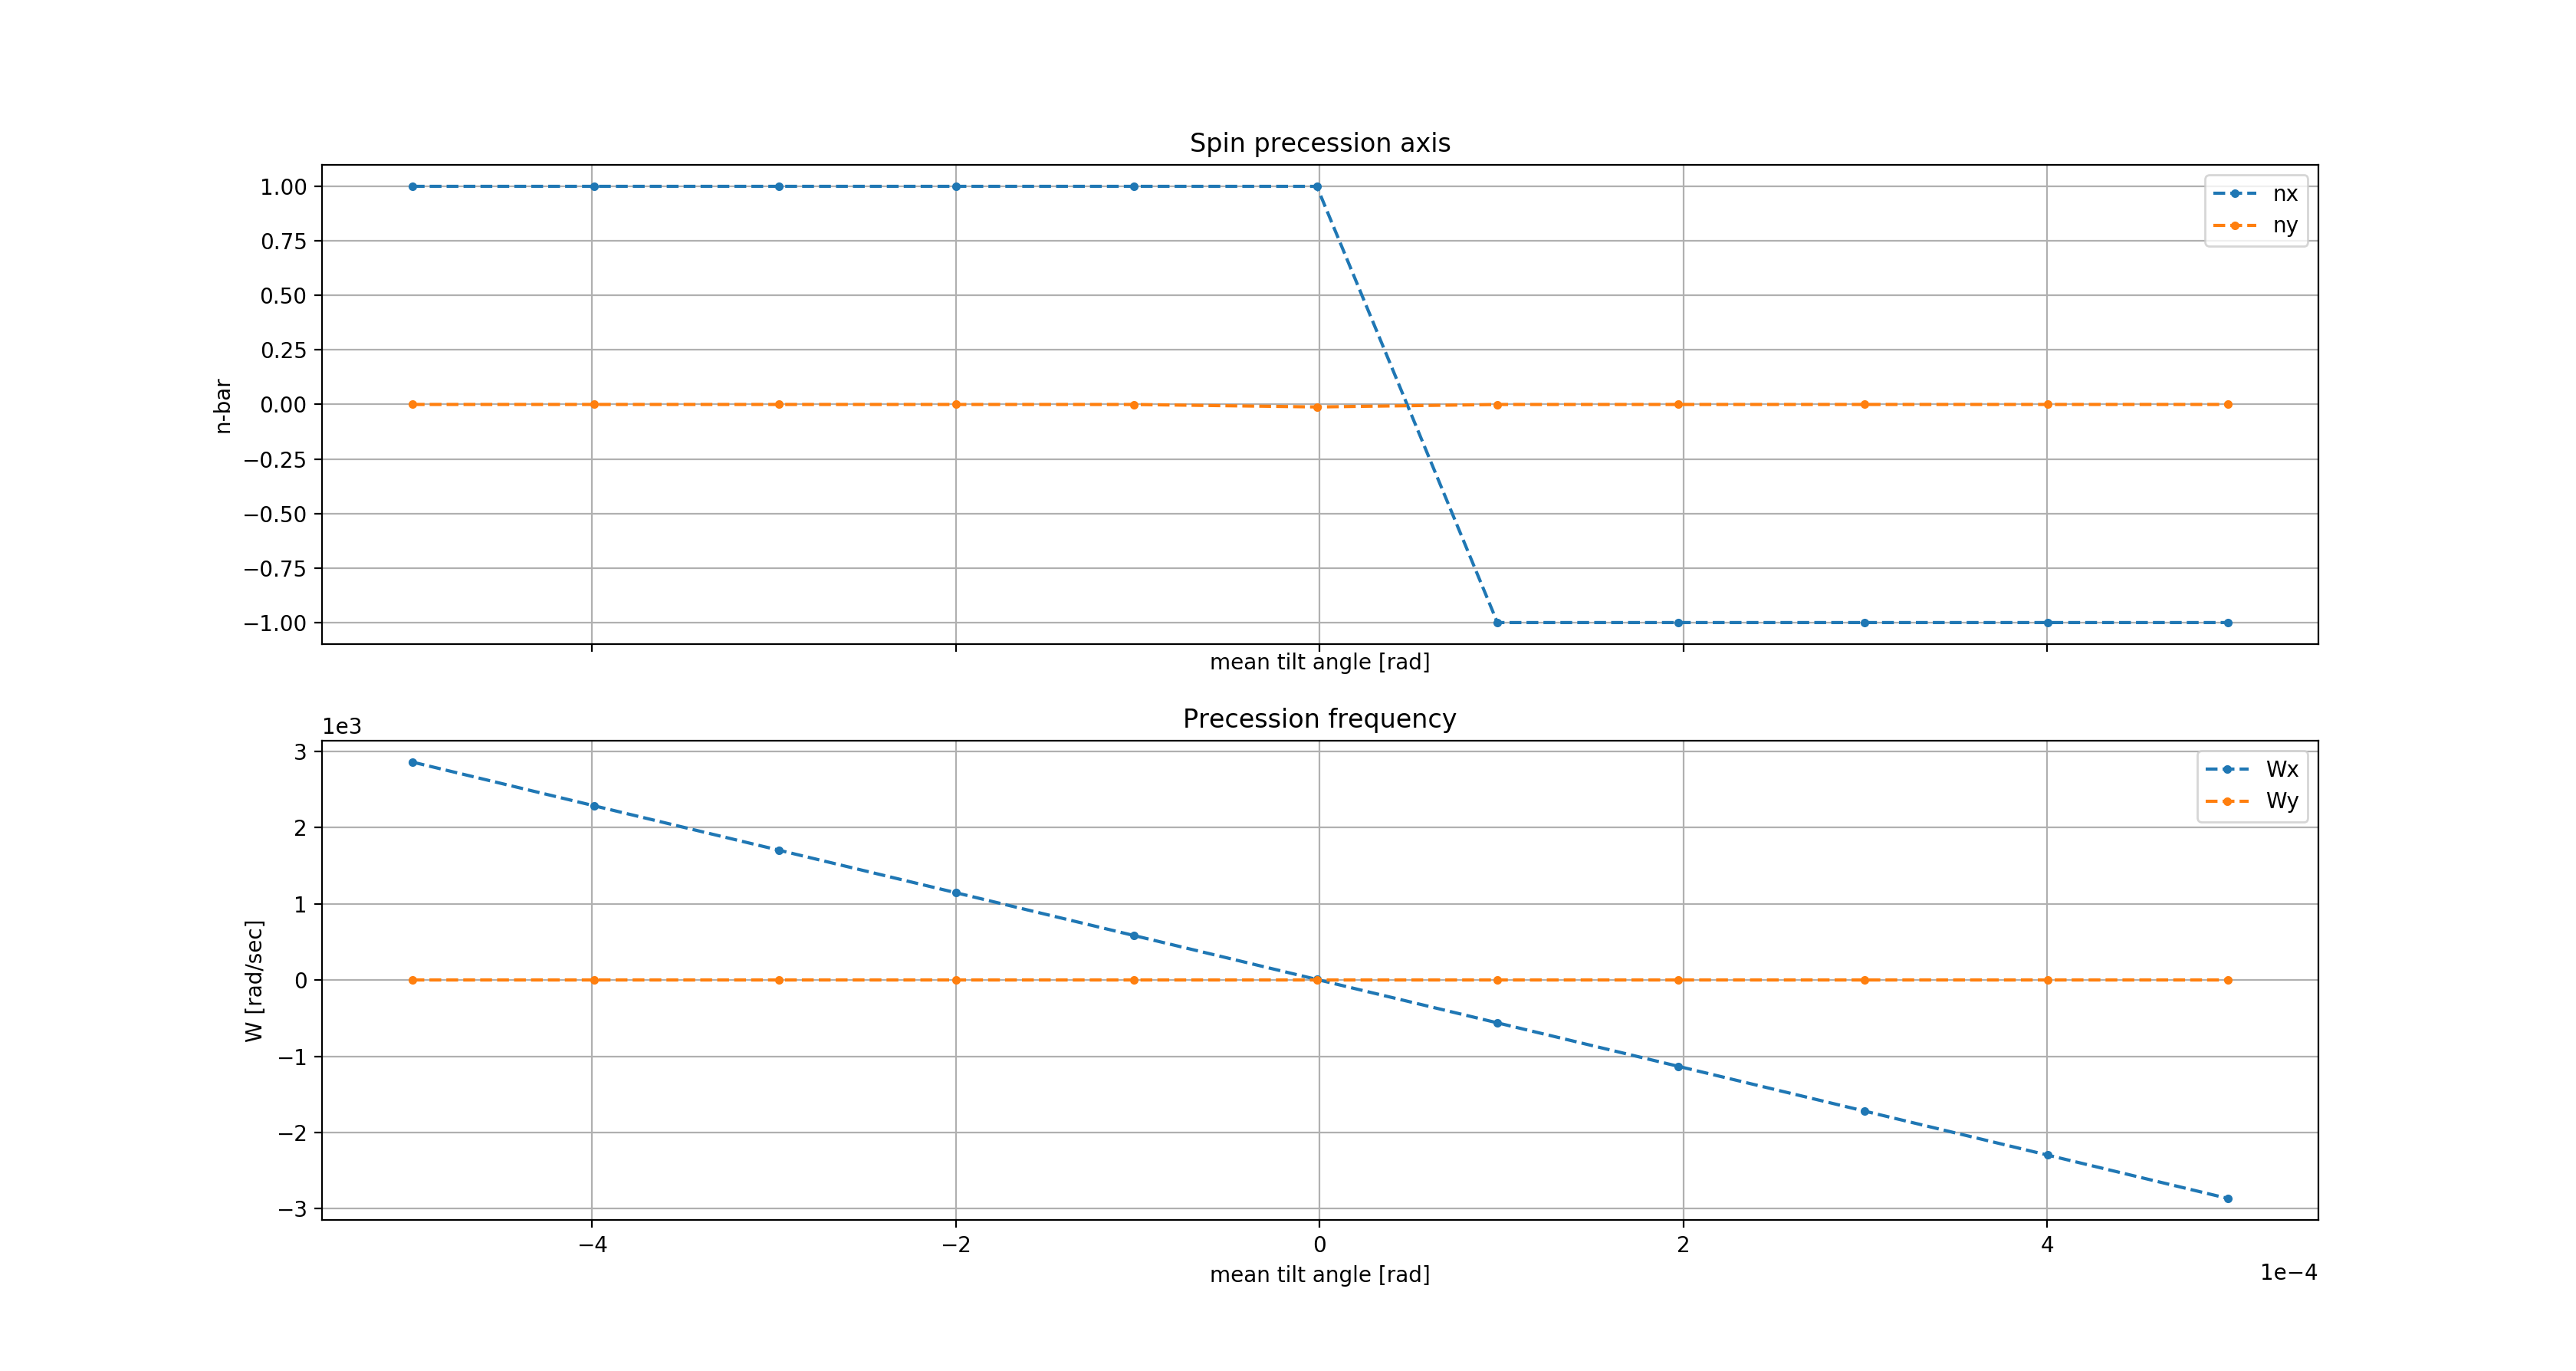 Spin precession axis
1.00
0.75
0.50
0.25
0.00
−0.25
−0.50
−0.75
−1.00
n-bar
nx
ny
mean tilt angle [rad]
Precession frequency
1e3
3
2
1
0
−1
−2
−3
W [rad/sec]
Wx
Wy
−4 −2 0 2 4
1e−4
mean tilt angle [rad]